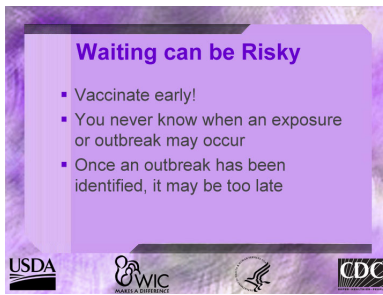 Waiting can be Risky
Vaccinate early!
You never know when an exposure
or outbreak may occur
Once an outbreak has been
identified, it may be too late
USDA
WIC
MAKES A DIFFERENCE
CDC